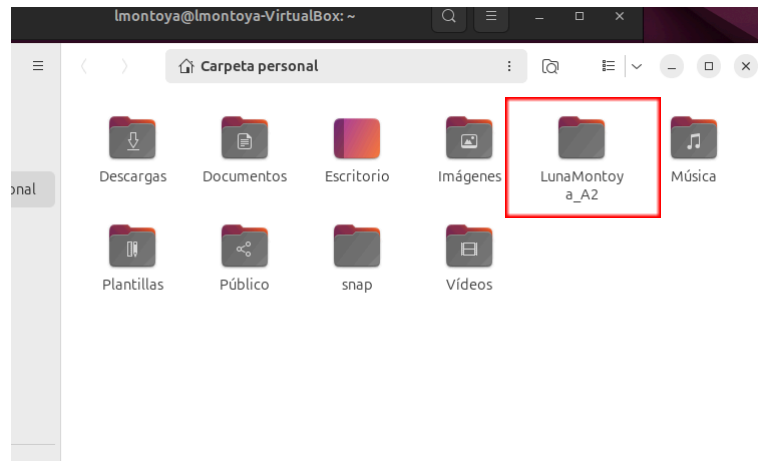 lmontoya@lmontoya-VirtualBox: ~
Carpeta personal
onal
Descargas
Documentos
Escritorio
Imágenes
LunaMontoy
a_A2
Música
Plantillas
Público
snap
Vídeos